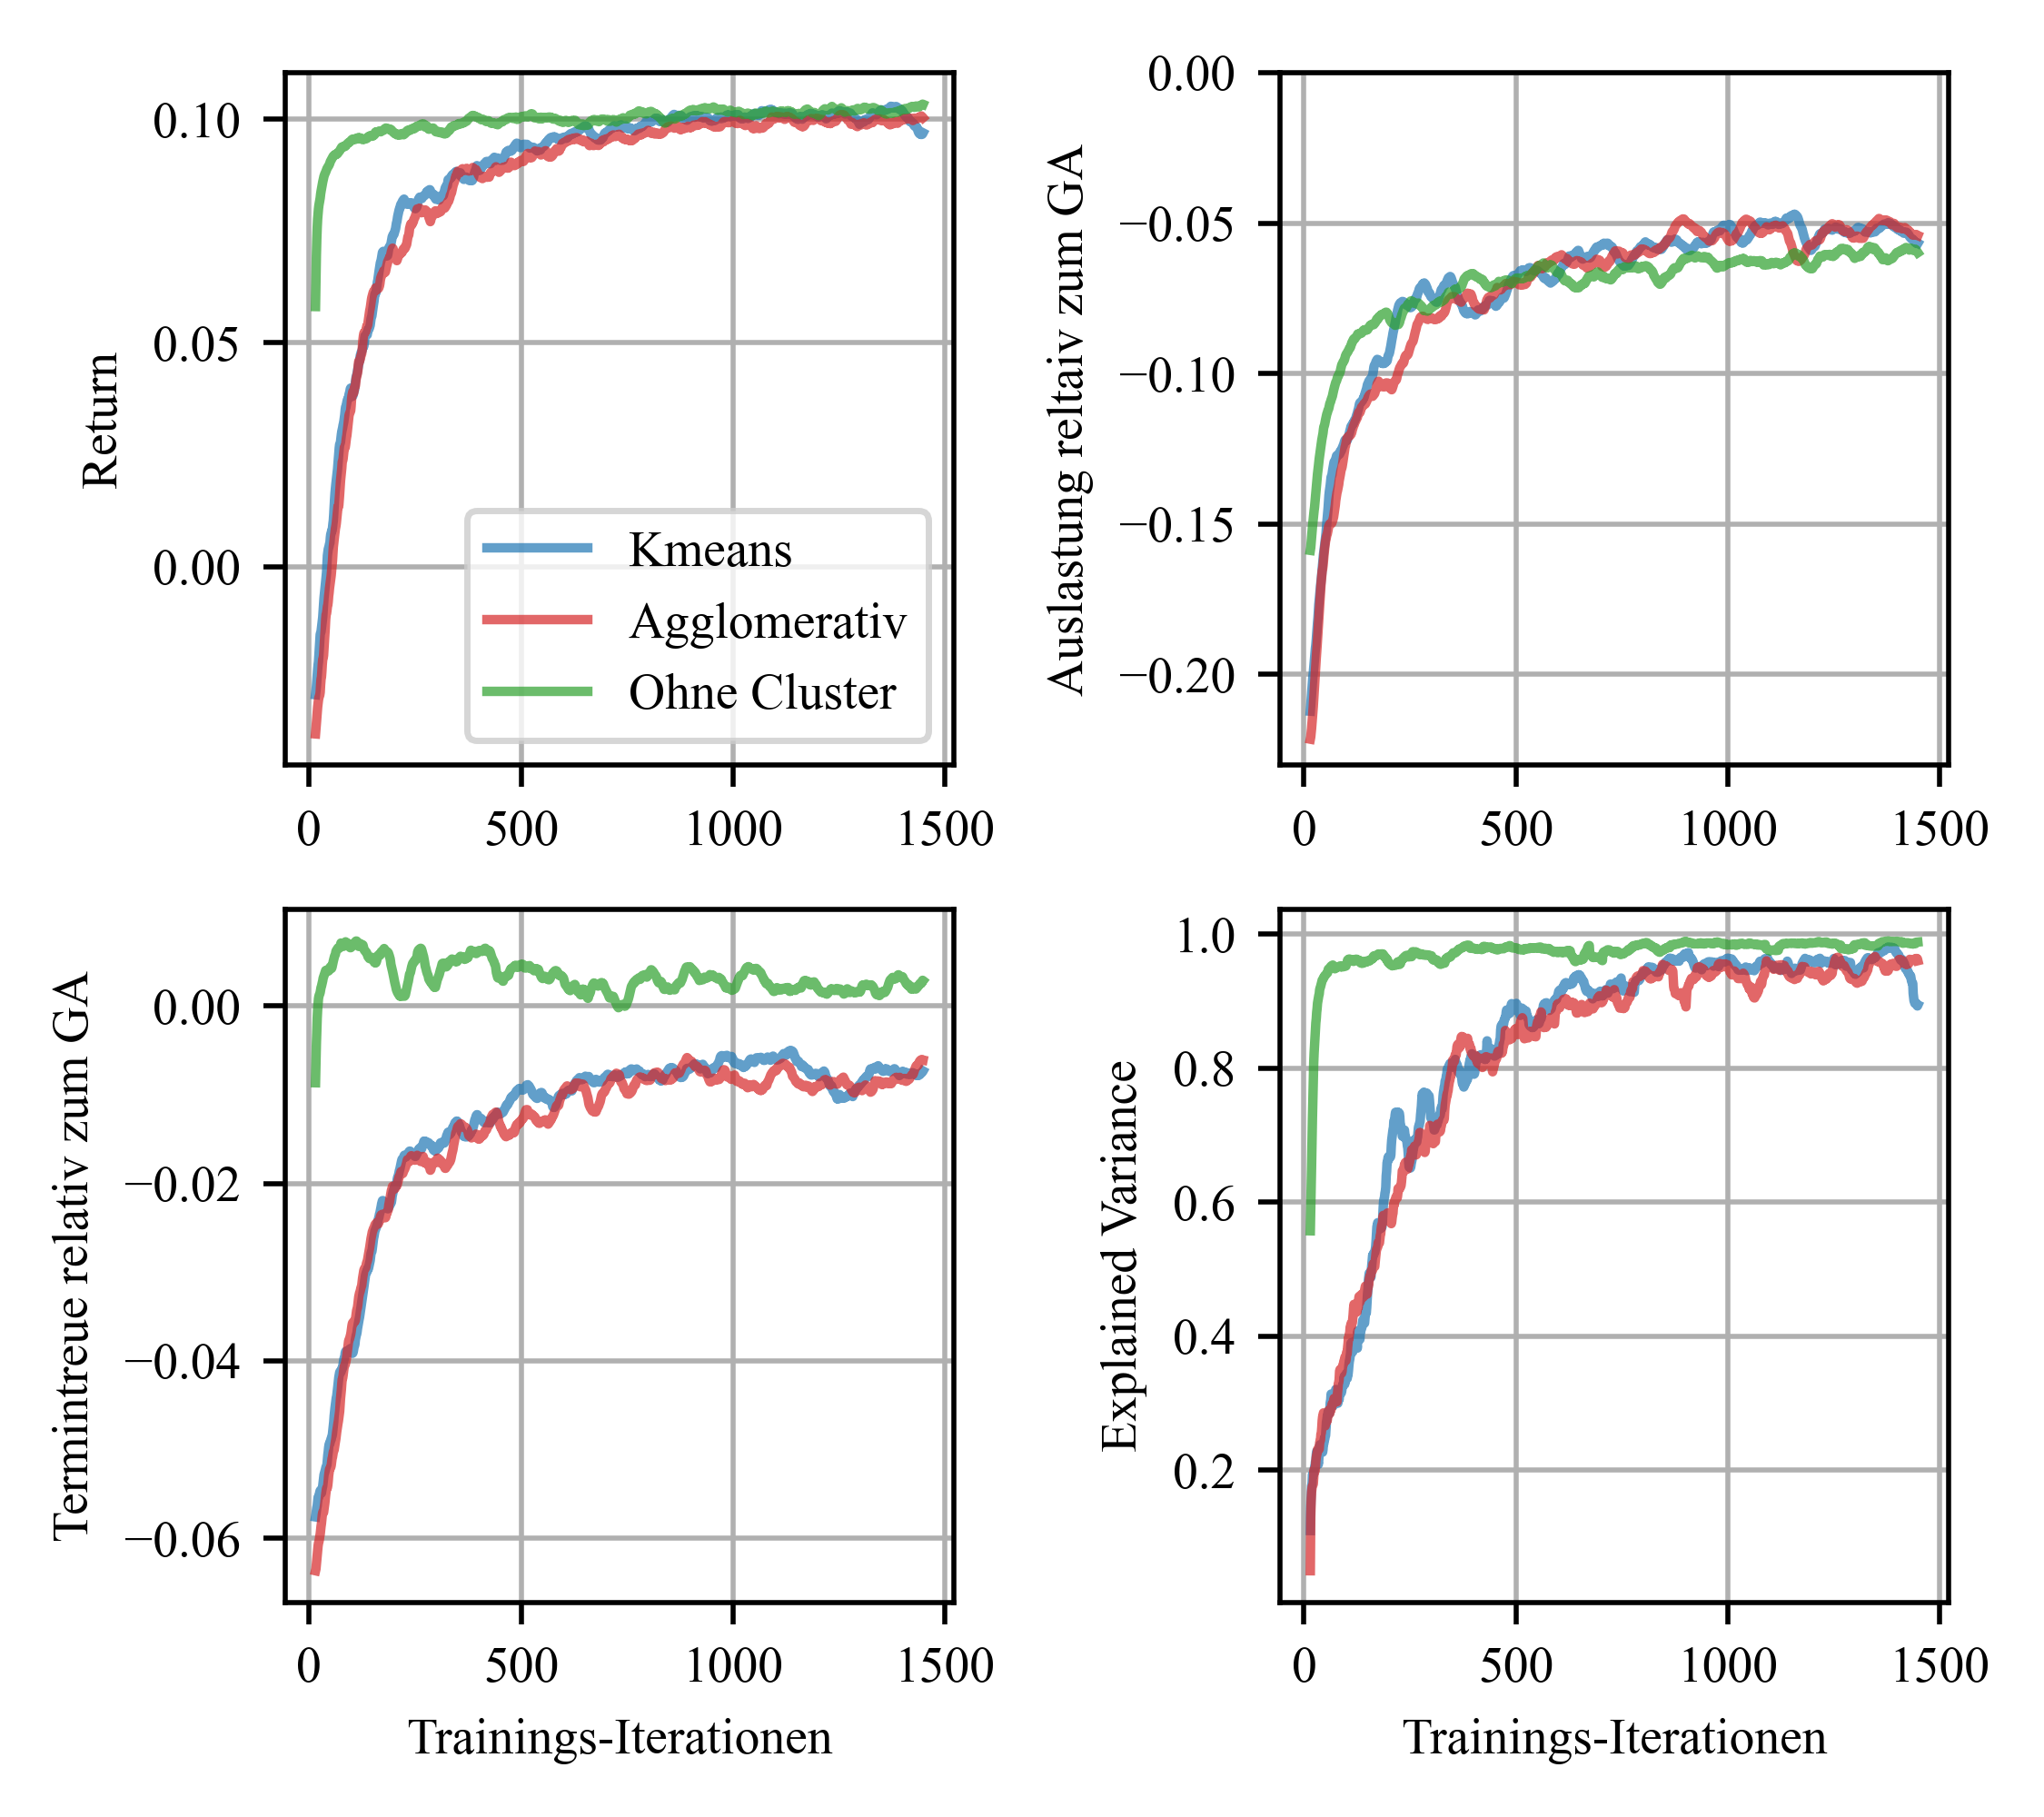 Return
0.10
0.05
0.00
Kmeans
Agglomerativ
Ohne Cluster
0 500 1000 1500
Auslastung reltaiv zum GA
0.00
−0.05
−0.10
−0.15
−0.20
0 500 1000 1500
Termintreue relativ zum GA
0.00
−0.02
−0.04
−0.06
0 500 1000 1500
Trainings-Iterationen
Explained Variance
1.0
0.8
0.6
0.4
0.2
0 500 1000 1500
Trainings-Iterationen